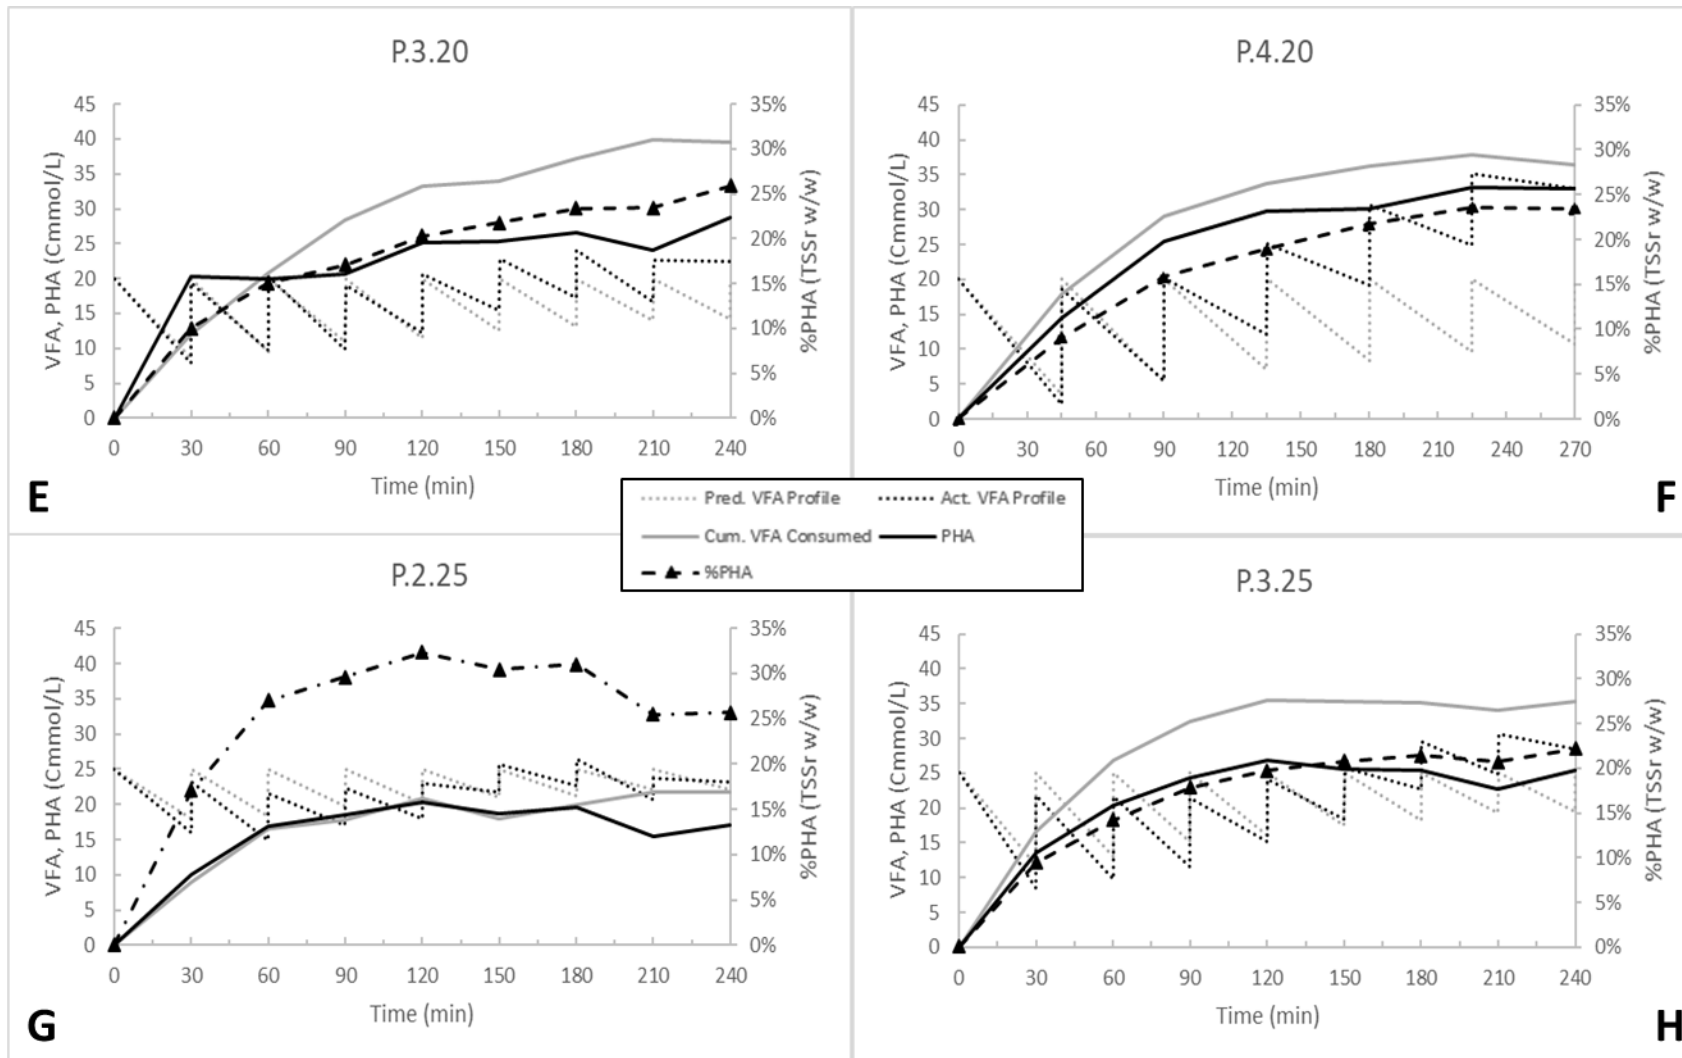 P.3.20
45
40
35
30
25
20
15
10
5
0
VFA, PHA (Cmmol/L)
35%
30%
25%
20%
15%
10%
5%
0%
%PHA (TSSr w/w)
0 30 60 90 120 150 180 210 240
Time (min)
E
P.4.20
45
40
35
30
25
20
15
10
5
0
VFA, PHA (Cmmol/L)
35%
30%
25%
20%
15%
10%
5%
0%
%PHA (TSSr w/w)
0 30 60 90 120 150 180 210 240 270
Time (min)
F
Pred. VFA Profile Act. VFA Profile
Cum. VFA Consumed PHA
%PHA
P.2.25
45
40
35
30
25
20
15
10
5
0
VFA, PHA (Cmmol/L)
35%
30%
25%
20%
15%
10%
5%
0%
%PHA (TSSr w/w)
0 30 60 90 120 150 180 210 240
Time (min)
G
P.3.25
45
40
35
30
25
20
15
10
5
0
VFA, PHA (Cmmol/L)
35%
30%
25%
20%
15%
10%
5%
0%
%PHA (TSSr w/w)
0 30 60 90 120 150 180 210 240
Time (min)
H